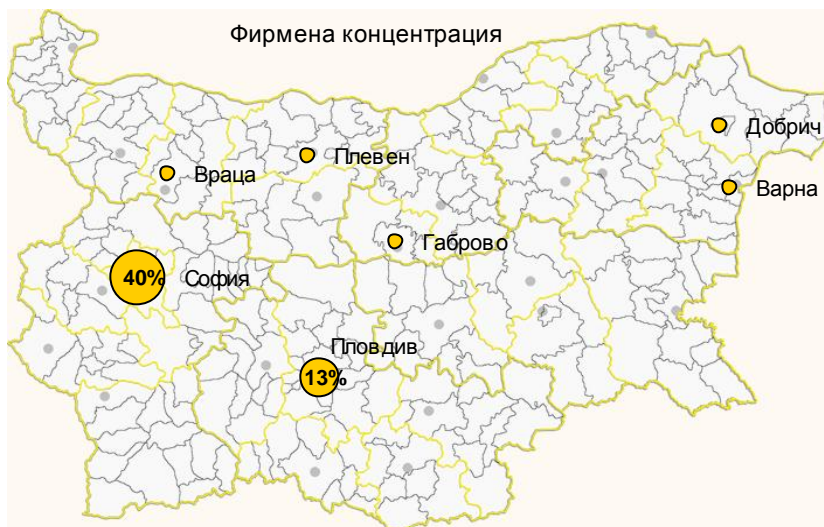 Фирмена концентрация
Добрич
Плевен
Враца
Варна
Габрово
40%
София
Пловдив
13%